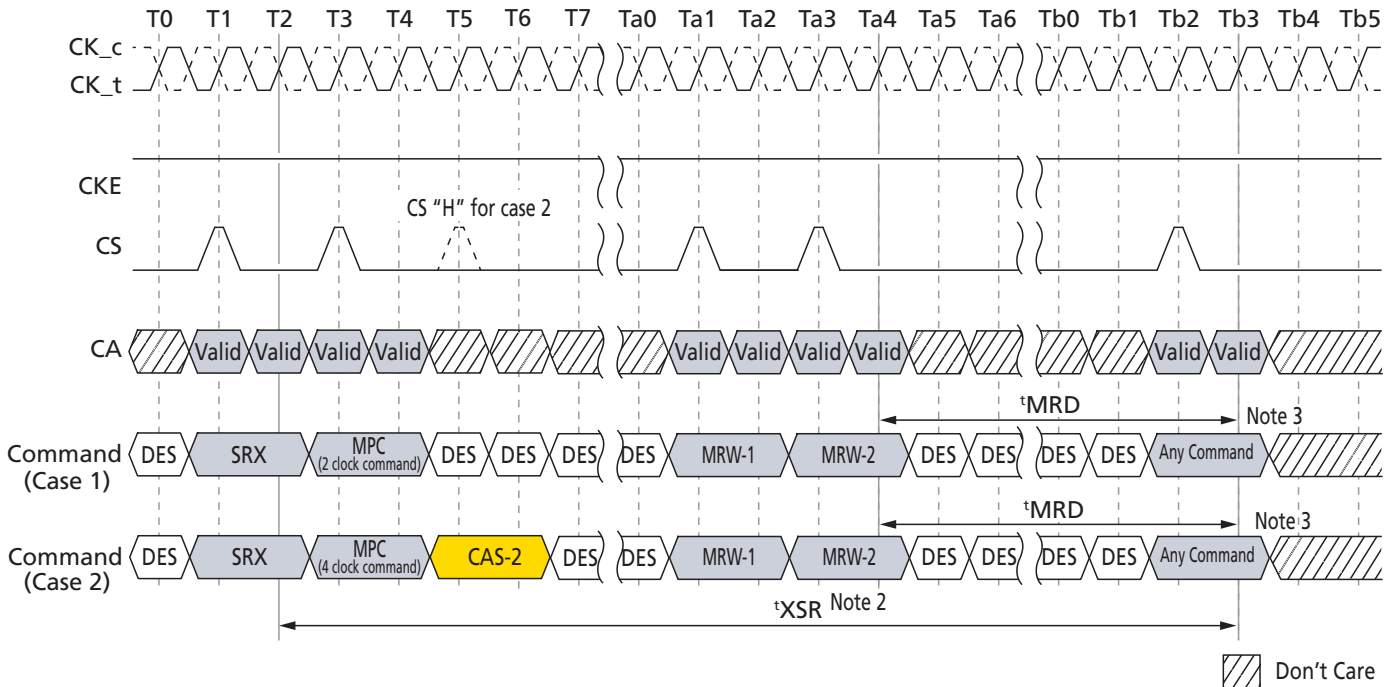 T0 T1 T2 T3 T4 T5 T6 T7 Ta0 Ta1 Ta2 Ta3 Ta4 Ta5 Ta6 Tb0 Tb1 Tb2 Tb3 Tb4 Tb5
CK_c
CK_t
CKE
CS "H" for case 2
CS
CA Valid Valid Valid Valid Valid Valid Valid Valid Valid Valid
tMRD Note 3
Command (Case 1) DES SRX MPC (2 clock command) DES DES DES DES MRW-1 MRW-2 DES DES DES DES Any Command
tMRD Note 3
Command (Case 2) DES SRX MPC (4 clock command) CAS-2 DES DES MRW-1 MRW-2 DES DES DES DES Any Command
tXSR Note 2
Don't Care